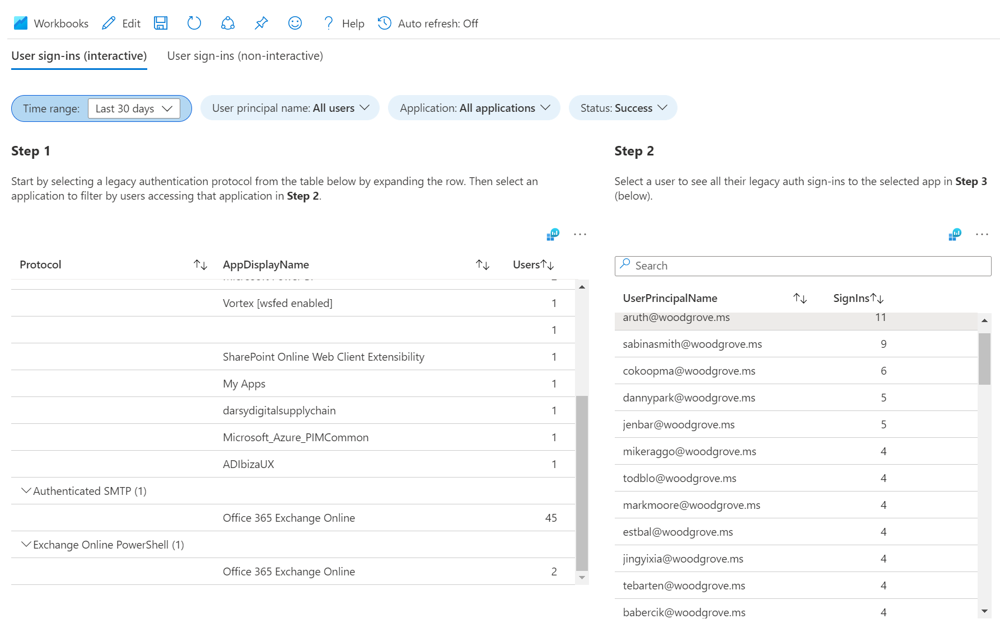 Workbooks Edit Help Auto refresh: Off
User sign-ins (interactive) User sign-ins (non-interactive)
Time range: Last 30 days User principal name: All users Application: All applications Status: Success
Step 1
Start by selecting a legacy authentication protocol from the table below by expanding the row. Then select an
application to filter by users accessing that application in Step 2.
Protocol AppDisplayName Users
Vortex [wsfed enabled] 1
1
SharePoint Online Web Client Extensibility 1
My Apps 1
darsydigitalsupplychain 1
Microsoft_Azure_PIMCommon 1
ADIbizaUX 1
Authenticated SMTP (1)
Office 365 Exchange Online 45
Exchange Online PowerShell (1)
Office 365 Exchange Online 2
Step 2
Select a user to see all their legacy auth sign-ins to the selected app in Step 3
(below).
Search
UserPrincipalName SignIns
aruth@woodgrove.ms 11
sabinasmith@woodgrove.ms 9
cokoopma@woodgrove.ms 6
dannypark@woodgrove.ms 5
jenbar@woodgrove.ms 5
mikeraggo@woodgrove.ms 4
todblo@woodgrove.ms 4
markmoore@woodgrove.ms 4
estbal@woodgrove.ms 4
jingyixia@woodgrove.ms 4
tebarten@woodgrove.ms 4
babercik@woodgrove.ms 4